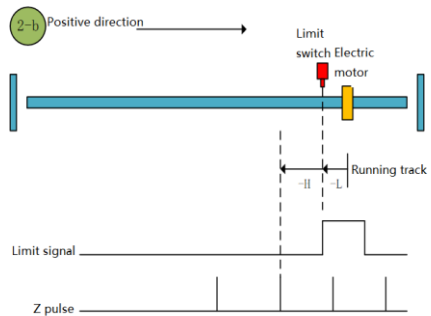 2-b
Positive direction
Limit
switch Electric
motor
Running track
-H
-L
Limit signal
Z pulse